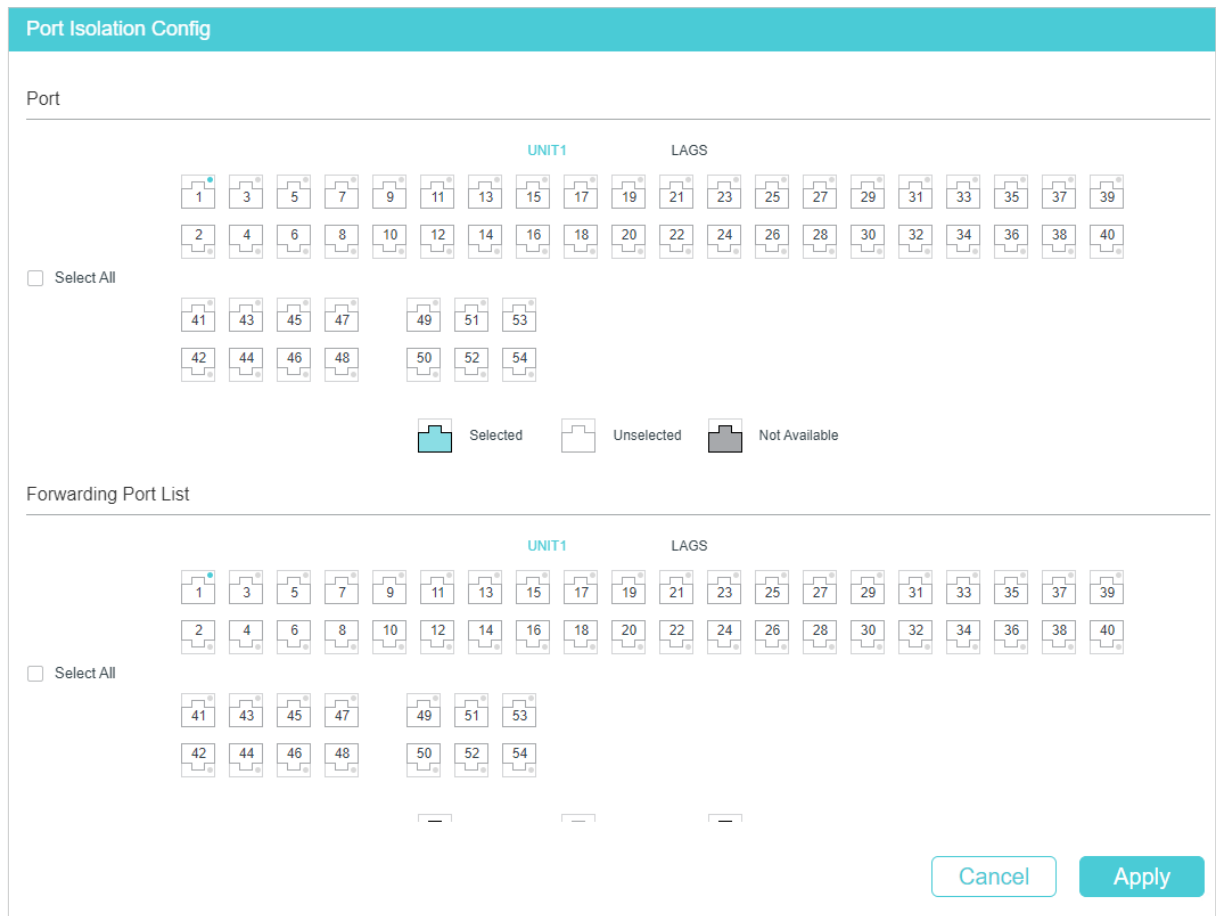 Port Isolation Config
Port
UNIT1 LAGS
1 3 5 7 9 11 13 15 17 19 21 23 25 27 29 31 33 35 37 39
2 4 6 8 10 12 14 16 18 20 22 24 26 28 30 32 34 36 38 40
Select All
41 43 45 47 49 51 53
42 44 46 48 50 52 54
Selected Unselected Not Available
Forwarding Port List
UNIT1 LAGS
1 3 5 7 9 11 13 15 17 19 21 23 25 27 29 31 33 35 37 39
2 4 6 8 10 12 14 16 18 20 22 24 26 28 30 32 34 36 38 40
Select All
41 43 45 47 49 51 53
42 44 46 48 50 52 54
Cancel Apply